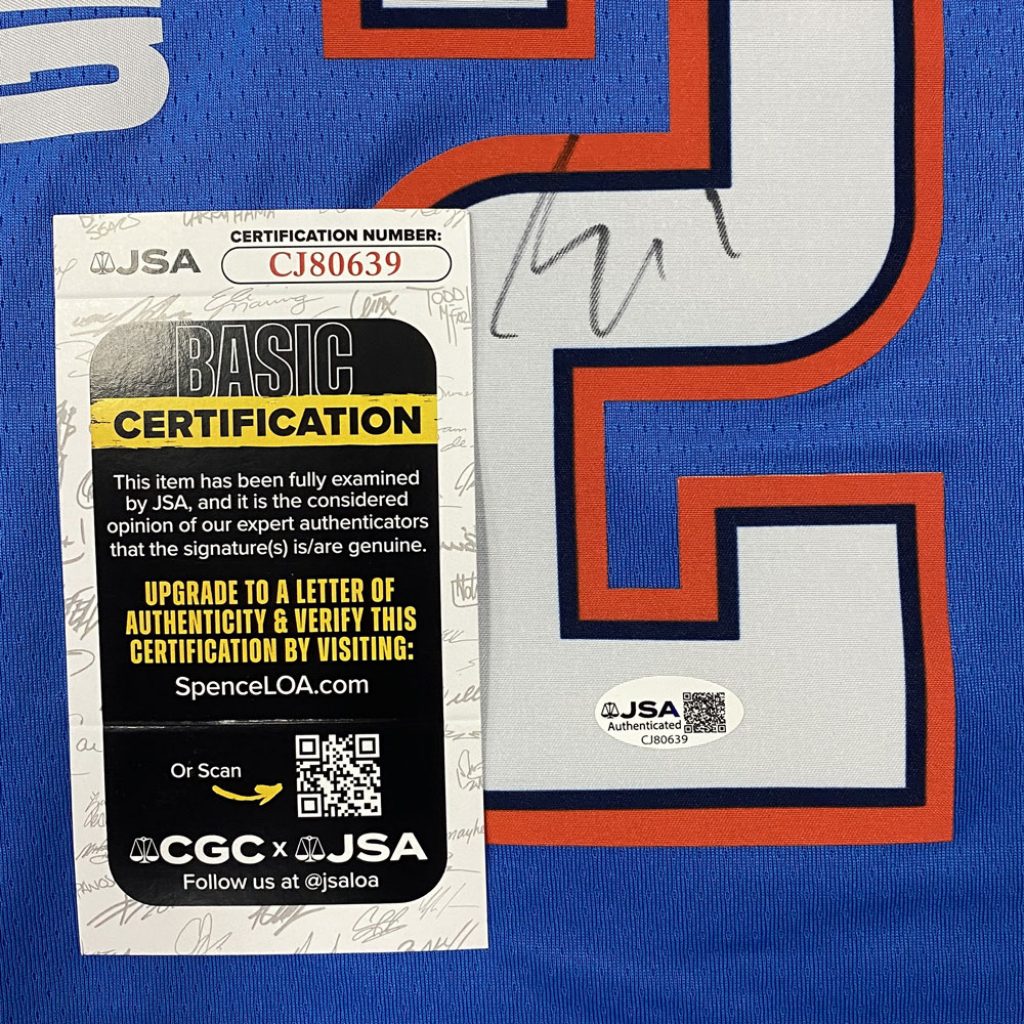 CERTIFICATION NUMBER:
JSA
CJ80639
BASIC
CERTIFICATION
This item has been fully examined
by JSA, and it is the considered
opinion of our expert authenticators
that the signature(s) is/are genuine.
UPGRADE TO A LETTER OF
AUTHENTICITY & VERIFY THIS
CERTIFICATION BY VISITING:
SpenceLOA.com
Or Scan
CGC x JSA
Follow us at @jsaloa
2
JSA
Authenticated
CJ80639